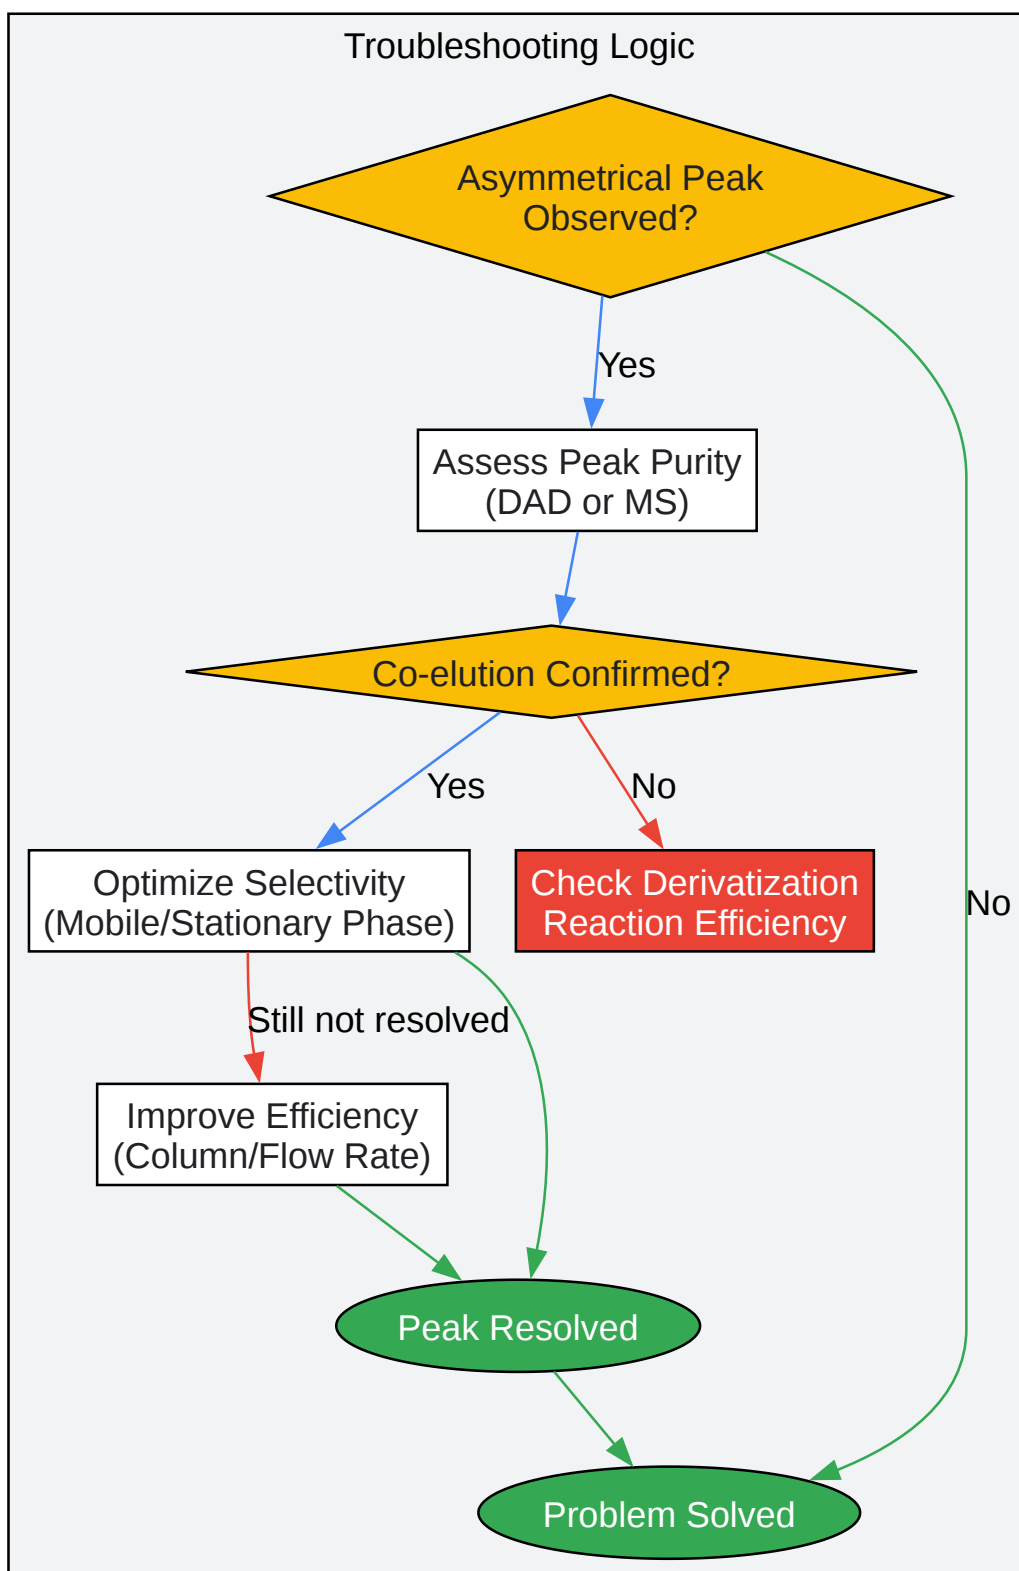 Troubleshooting Logic
Asymmetrical Peak
Observed?
Yes
Assess Peak Purity
(DAD or MS)
Co-elution Confirmed?
Yes
No
Optimize Selectivity
(Mobile/Stationary Phase)
Check Derivatization
Reaction Efficiency
No
Still not resolved
Improve Efficiency
(Column/Flow Rate)
Peak Resolved
Problem Solved